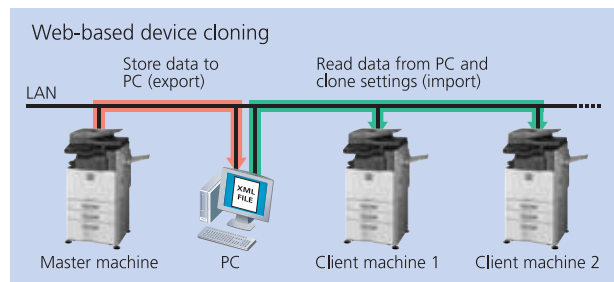 Web-based device cloning
Store data to
PC (export)
Read data from PC and
clone settings (import)
LAN
XML
FILE
Master machine
PC
Client machine 1
Client machine 2